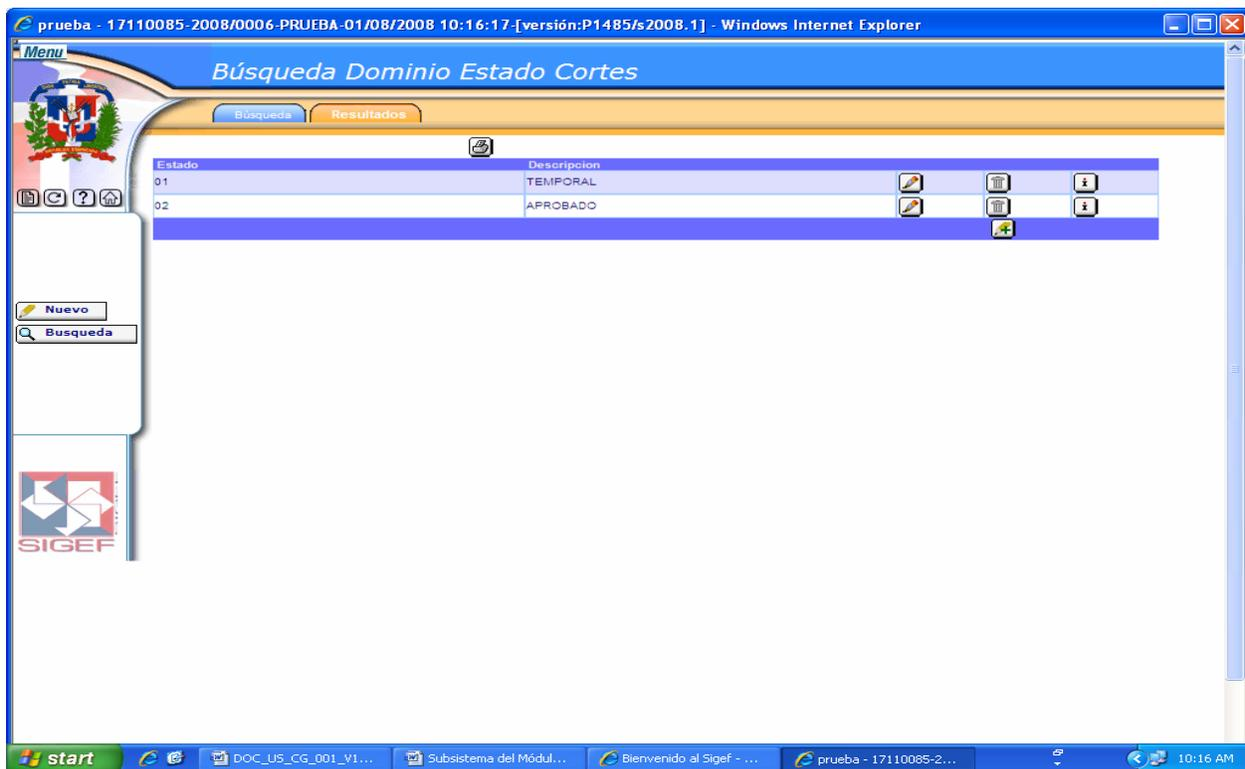 prueba - 17110085-2008/0006-PRUEBA-01/08/2008 10:16:17-[versión:P1485/s2008.1] - Windows Internet Explorer
Menu
Búsqueda Dominio Estado Cortes
Búsqueda Resultados
Estado Descripcion
01 TEMPORAL
02 APROBADO
Nuevo
Busqueda
SIGEF
start DOC_US_CG_001_V1... Subsistema del Módul... Bienvenido al Sigef - ... prueba - 17110085-2... 10:16 AM